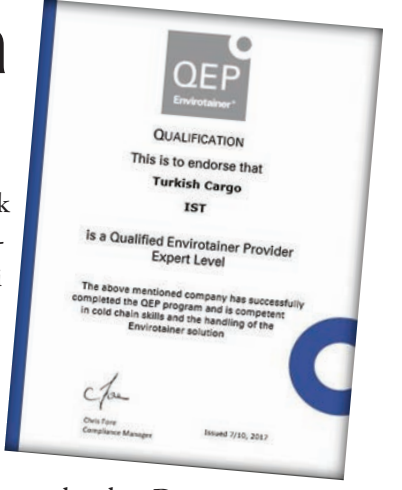 QEP
Envirotainer
QUALIFICATION
This is to endorse that
Turkish Cargo
IST
is a Qualified Envirotainer Provider
Expert Level
The above mentioned company has successfully
completed the QEP program and is competent
in cold chain skills and the handling of the
Envirotainer solution
Compliance Manager
Issued 7/10, 2017